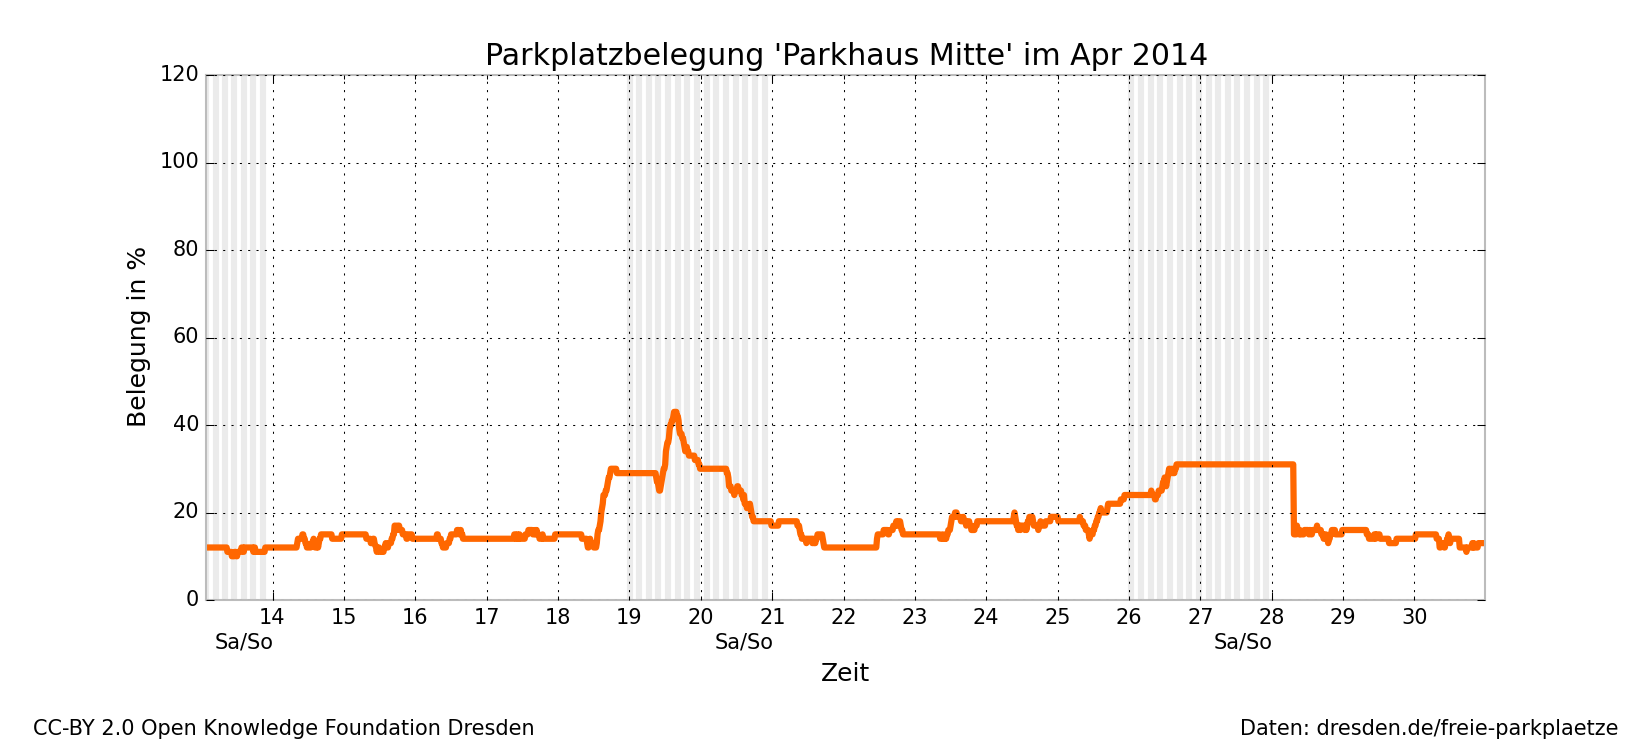 Parkplatzbelegung 'Parkhaus Mitte' im Apr 2014
120
100
80
60
40
20
0
Belegung in %
14 15 16 17 18 19 20 21 22 23 24 25 26 27 28 29 30
Sa/So Sa/So Sa/So
Zeit
CC-BY 2.0 Open Knowledge Foundation Dresden
Daten: dresden.de/freie-parkplaetze